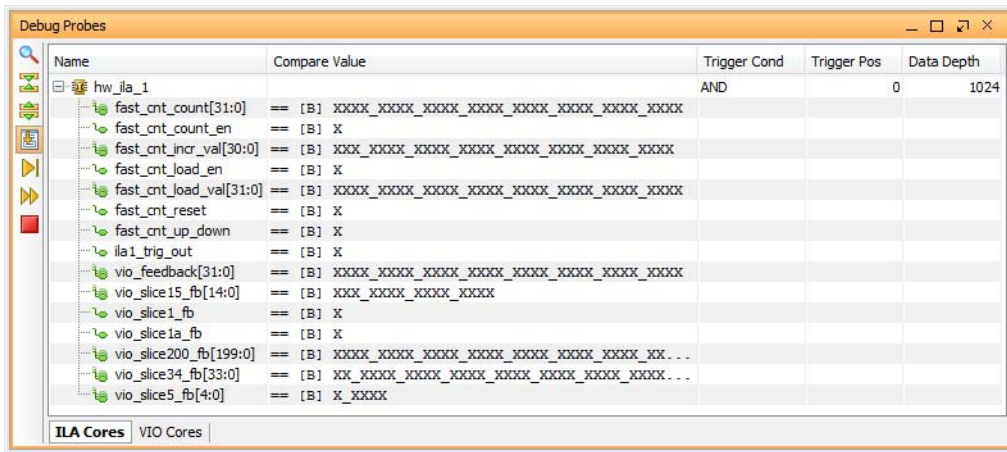 Debug Probes
Name Compare Value Trigger Cond Trigger Pos Data Depth
hw_ila_1 AND 0 1024
fast_cnt_count[31:0] == [B] XXXX_XXXX_XXXX_XXXX_XXXX_XXXX_XXXX_XXXX
fast_cnt_count_en == [B] X
fast_cnt_incr_val[30:0] == [B] XXX_XXXX_XXXX_XXXX_XXXX_XXXX_XXXX_XXXX
fast_cnt_load_en == [B] X
fast_cnt_load_val[31:0] == [B] XXXX_XXXX_XXXX_XXXX_XXXX_XXXX_XXXX_XXXX
fast_cnt_reset == [B] X
fast_cnt_up_down == [B] X
ila1_trig_out == [B] X
vio_feedback[31:0] == [B] XXXX_XXXX_XXXX_XXXX_XXXX_XXXX_XXXX_XXXX
vio_slice15_fb[14:0] == [B] XXX_XXXX_XXXX_XXXX
vio_slice1_fb == [B] X
vio_slice1a_fb == [B] X
vio_slice200_fb[199:0] == [B] XXXX_XXXX_XXXX_XXXX_XXXX_XXXX_XXXX_XX...
vio_slice34_fb[33:0] == [B] XX_XXXX_XXXX_XXXX_XXXX_XXXX_XXXX_XXXX...
vio_slice5_fb[4:0] == [B] X_XXXX
ILA Cores VIO Cores